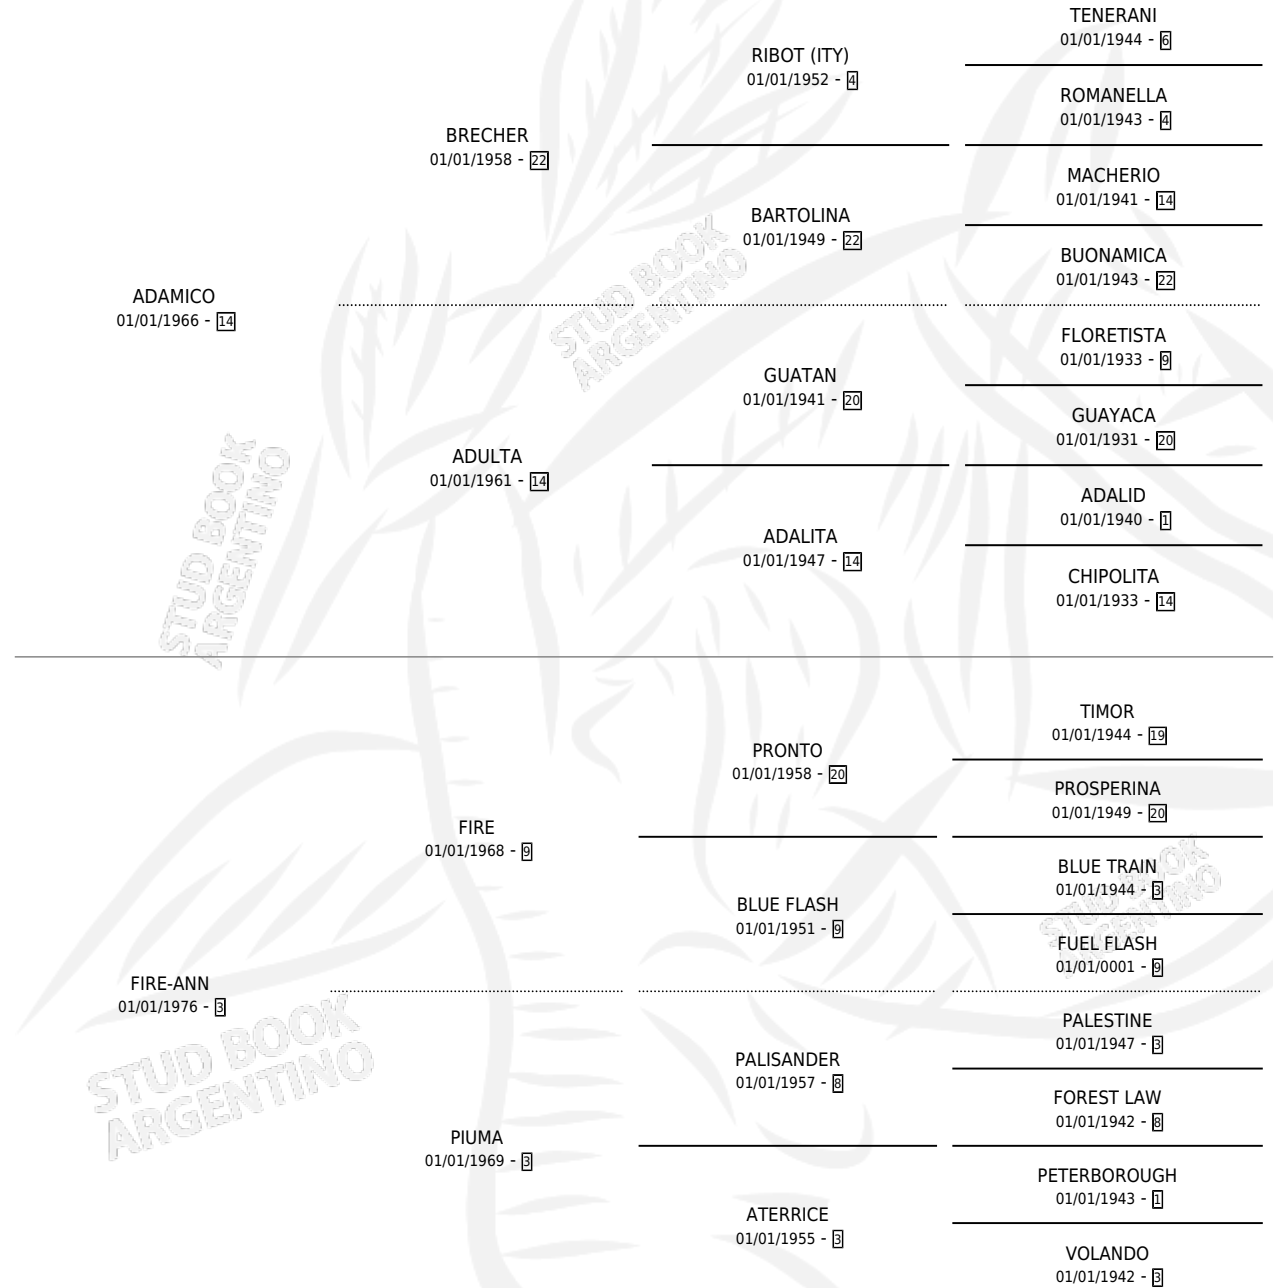 TENERANI
01/01/1944 - 6
RIBOT (ITY)
01/01/1952 - 4
ROMANELLA
01/01/1943 - 4
BRECHER
01/01/1958 - 22
MACHERIO
01/01/1941 - 14
BARTOLINA
01/01/1949 - 22
BUONAMICA
01/01/1943 - 22
ADAMICO
01/01/1966 - 14
FLORETISTA
01/01/1933 - 9
GUATAN
01/01/1941 - 20
GUAYACA
01/01/1931 - 20
ADULTA
01/01/1961 - 14
ADALID
01/01/1940 - 1
ADALITA
01/01/1947 - 14
CHIPOLITA
01/01/1933 - 14
STUD BOOK
ARGENTINO
STUD BOOK
ARGENTINO
TIMOR
01/01/1944 - 19
PRONTO
01/01/1958 - 20
PROSPERINA
01/01/1949 - 20
FIRE
01/01/1968 - 9
BLUE TRAIN
01/01/1944 - 3
BLUE FLASH
01/01/1951 - 9
FUEL FLASH
01/01/0001 - 9
FIRE-ANN
01/01/1976 - 3
PALESTINE
01/01/1947 - 3
PALISANDER
01/01/1957 - 8
FOREST LAW
01/01/1942 - 8
PIUMA
01/01/1969 - 3
PETERBOROUGH
01/01/1943 - 1
ATERRICE
01/01/1955 - 3
VOLANDO
01/01/1942 - 3
STUD BOOK
ARGENTINO
STUD BOOK
ARGENTINO